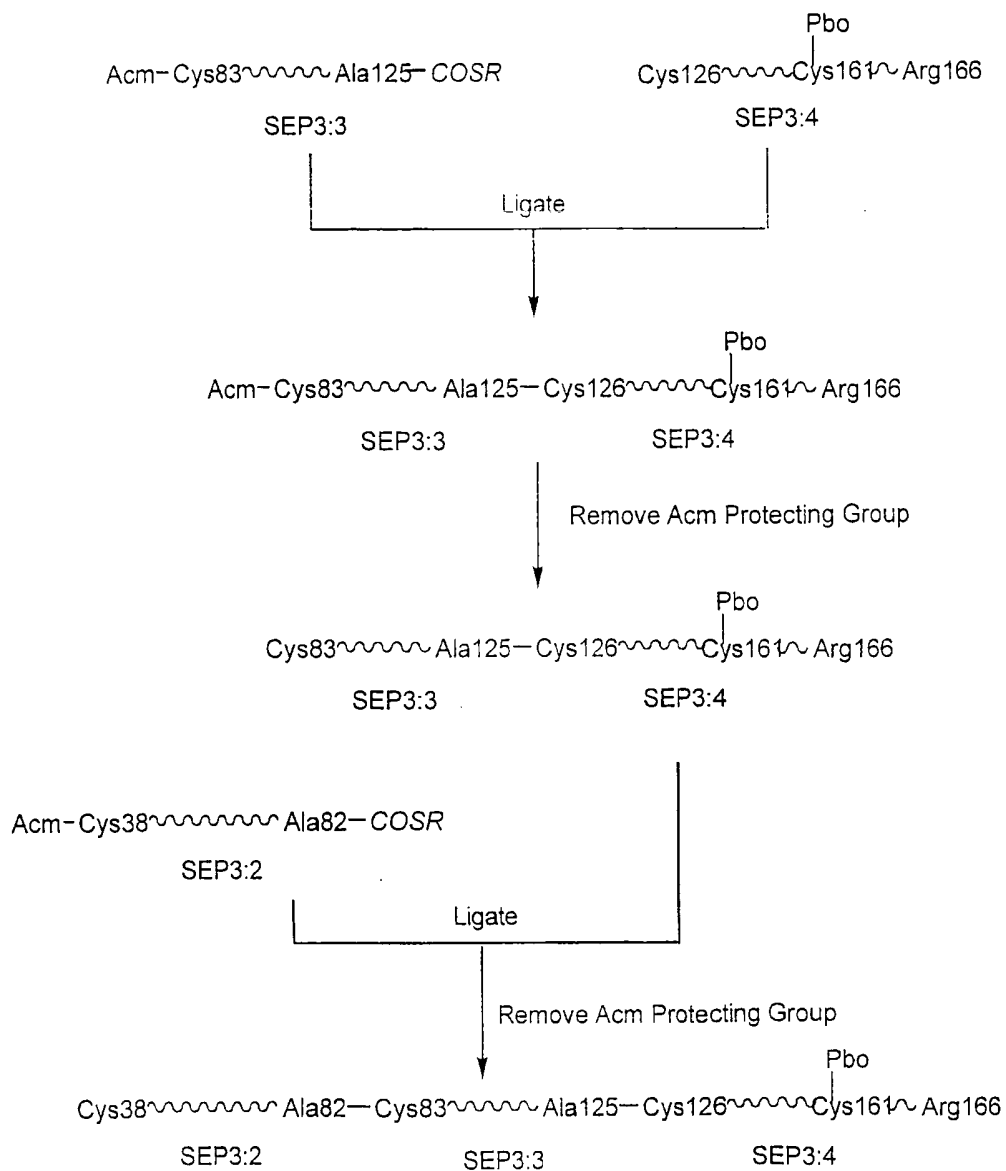 Pbo
Acm-Cys83 Ala125-COSR Cys126 Cys161 Arg166
SEP3:3 SEP3:4
Ligate
Pbo
Acm-Cys83 Ala125-Cys126 Cys161 Arg166
SEP3:3 SEP3:4
Remove Acm Protecting Group
Pbo
Cys83 Ala125-Cys126 Cys161 Arg166
SEP3:3 SEP3:4
Acm-Cys38 Ala82-COSR
SEP3:2
Ligate
Remove Acm Protecting Group
Pbo
Cys38 Ala82-Cys83 Ala125-Cys126 Cys161 Arg166
SEP3:2 SEP3:3 SEP3:4